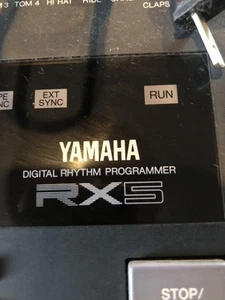 TOM 4 HI HAT RIDE
CLAPS
EXT
SYNC
RUN
YAMAHA
DIGITAL RHYTHM PROGRAMMER
RX5
STOP/